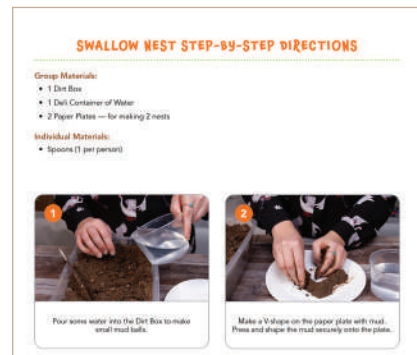 SWALLOW NEST STEP-BY-STEP DIRECTIONS
Group Materials:
• 1 Dirt Box
• 1 Deli Container of Water
• 2 Paper Plates — for making 2 nests
Individual Materials:
• Spoons (1 per person)
1
2
Pour some water into the Dirt Box to make
small mud balls.
Make a V-shape on the paper plate with mud.
Press and shape the mud securely onto the plate.